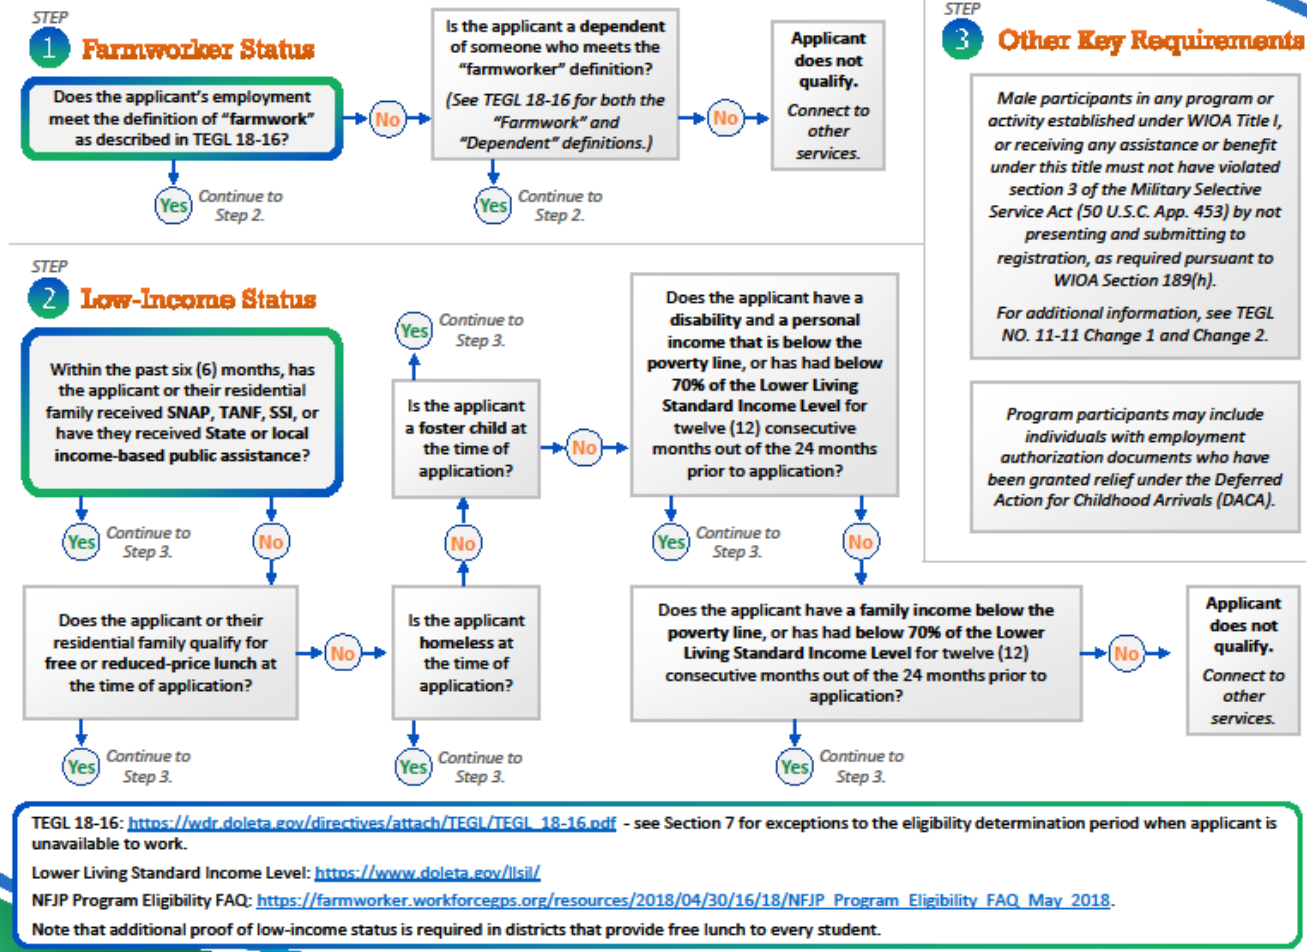 STEP
1 Farmworker Status
Does the applicant's employment
meet the definition of "farmwork"
as described in TEGL 18-16?
No
Yes
Continue to
Step 2.
Is the applicant a dependent
of someone who meets the
"farmworker" definition?
(See TEGL 18-16 for both the
"Farmwork" and
"Dependent" definitions.)
No
Yes
Continue to
Step 2.
Applicant
does not
qualify.
Connect to
other
services.
STEP
2 Low-Income Status
Within the past six (6) months, has
the applicant or their residential
family received SNAP, TANF, SSI, or
have they received State or local
income-based public assistance?
Yes
Continue to
Step 3.
No
Does the applicant or their
residential family qualify for
free or reduced-price lunch at
the time of application?
No
Yes
Continue to
Step 3.
Is the applicant
homeless at
the time of
application?
Yes
Continue to
Step 3.
No
Is the applicant
a foster child at
the time of
application?
Yes
Continue to
Step 3.
No
Does the applicant have a
disability and a personal
income that is below the
poverty line, or has had below
70% of the Lower Living
Standard Income Level for
twelve (12) consecutive
months out of the 24 months
prior to application?
Yes
Continue to
Step 3.
No
Does the applicant have a family income below the
poverty line, or has had below 70% of the Lower
Living Standard Income Level for twelve (12)
consecutive months out of the 24 months prior to
application?
Yes
Continue to
Step 3.
No
Applicant
does not
qualify.
Connect to
other
services.
STEP
3 Other Key Requirements
Male participants in any program or
activity established under WIOA Title I,
or receiving any assistance or benefit
under this title must not have violated
section 3 of the Military Selective
Service Act (50 U.S.C. App. 453) by not
presenting and submitting to
registration, as required pursuant to
WIOA Section 189(h).
For additional information, see TEGL
NO. 11-11 Change 1 and Change 2.
Program participants may include
individuals with employment
authorization documents who have
been granted relief under the Deferred
Action for Childhood Arrivals (DACA).
TEGL 18-16: https://wdr.doleta.gov/directives/attach/TEGL/TEGL_18-16.pdf - see Section 7 for exceptions to the eligibility determination period when applicant is
unavailable to work.
Lower Living Standard Income Level: https://www.doleta.gov/llsil/
NFJP Program Eligibility FAQ: https://farmworker.workforcegps.org/resources/2018/04/30/16/18/NFJP_Program_Eligibility_FAQ_May_2018.
Note that additional proof of low-income status is required in districts that provide free lunch to every student.